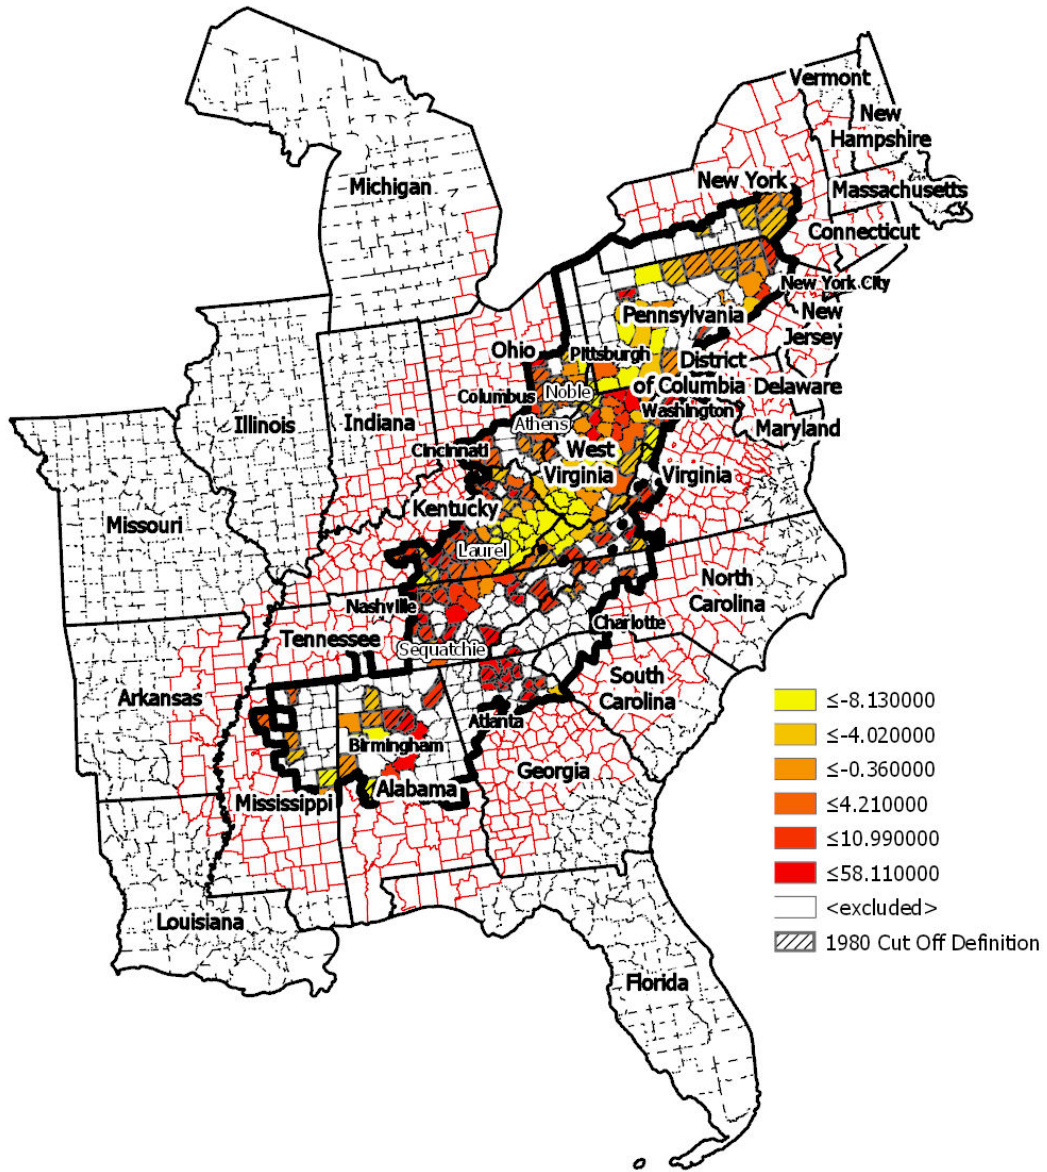 Vermont
New
Hampshire
Michigan
New York
Massachusetts
Connecticut
New York City
Pennsylvania
New
Jersey
Ohio
Pittsburgh
District
of Columbia
Delaware
Columbus
Noble
Washington
Illinois
Indiana
Athens
Maryland
Cincinnati
West
Virginia
Virginia
Missouri
Kentucky
Laurel
North
Carolina
Nashville
Charlotte
Tennessee
Sequatchie
South
Carolina
Arkansas
Atlanta
Birmingham
Georgia
Mississippi
Alabama
Louisiana
Florida
≤-8.130000
≤-4.020000
≤-0.360000
≤4.210000
≤10.990000
≤58.110000
<excluded>
1980 Cut Off Definition